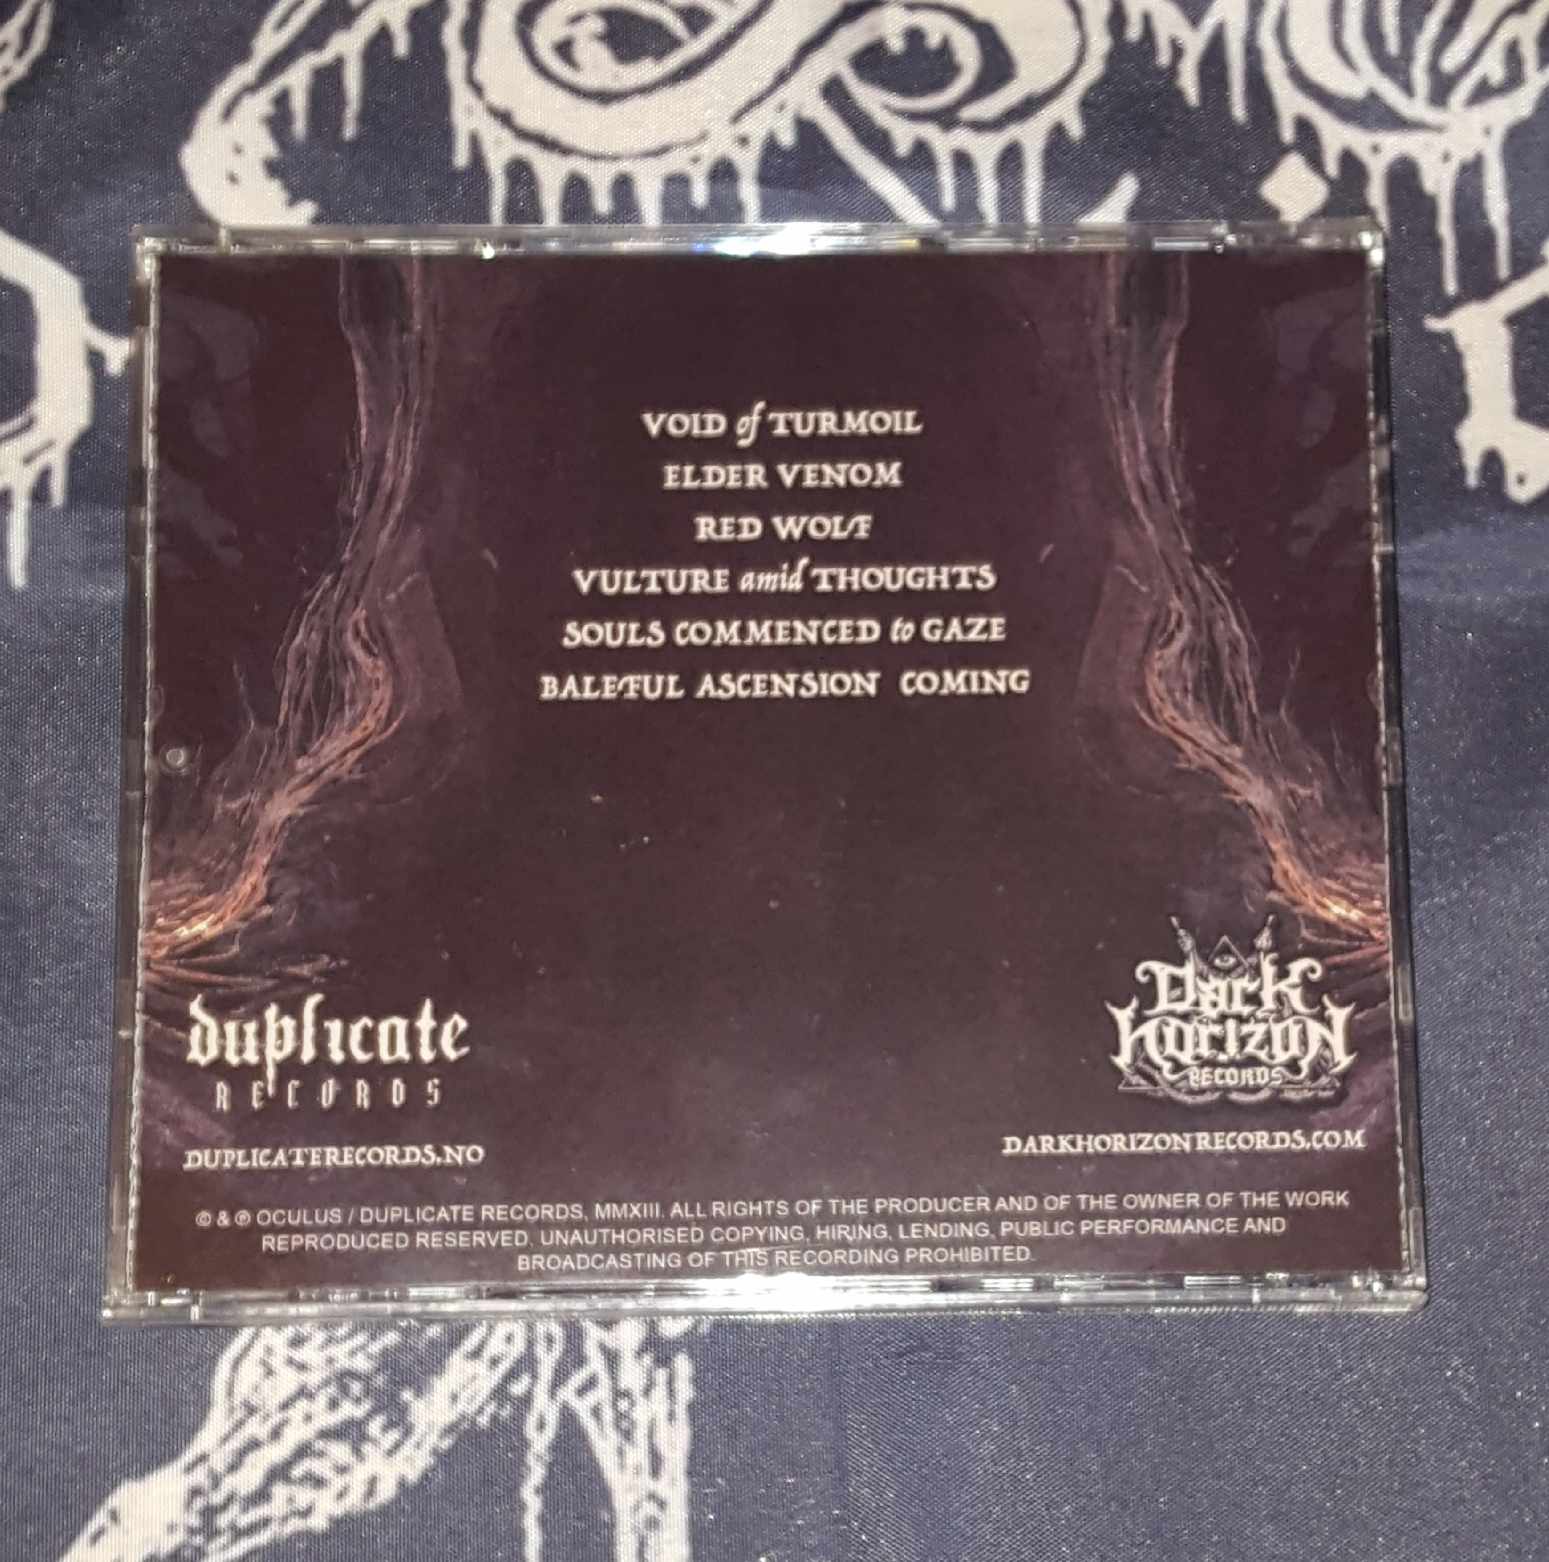 VOID of TURMOIL
ELDER VENOM
RED WOLF
VULTURE amid THOUGHTS
SOULS COMMENCED to GAZE
BALEFUL ASCENSION COMING
duplicate
RECORDS
DUPLICATERECORDS.NO
Dark
horizon
RECORDS
DARKHORIZONRECORDS.COM
© & ℗ OCULUS / DUPLICATE RECORDS, MMXIII. ALL RIGHTS OF THE PRODUCER AND OF THE OWNER OF THE WORK
REPRODUCED RESERVED. UNAUTHORISED COPYING, HIRING, LENDING, PUBLIC PERFORMANCE AND
BROADCASTING OF THIS RECORDING PROHIBITED.